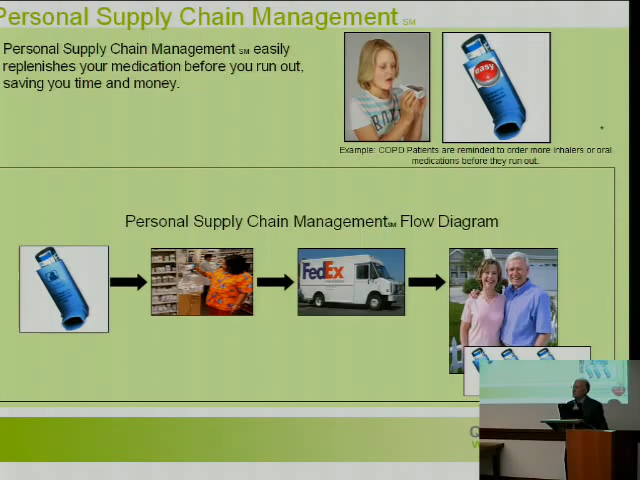 Personal Supply Chain Management SM
Personal Supply Chain Management SM easily
replenishes your medication before you run out,
saving you time and money.
easy
*
Example: COPD Patients are reminded to order more inhalers or oral
medications before they run out.
Personal Supply Chain ManagementSM Flow Diagram
FedEx